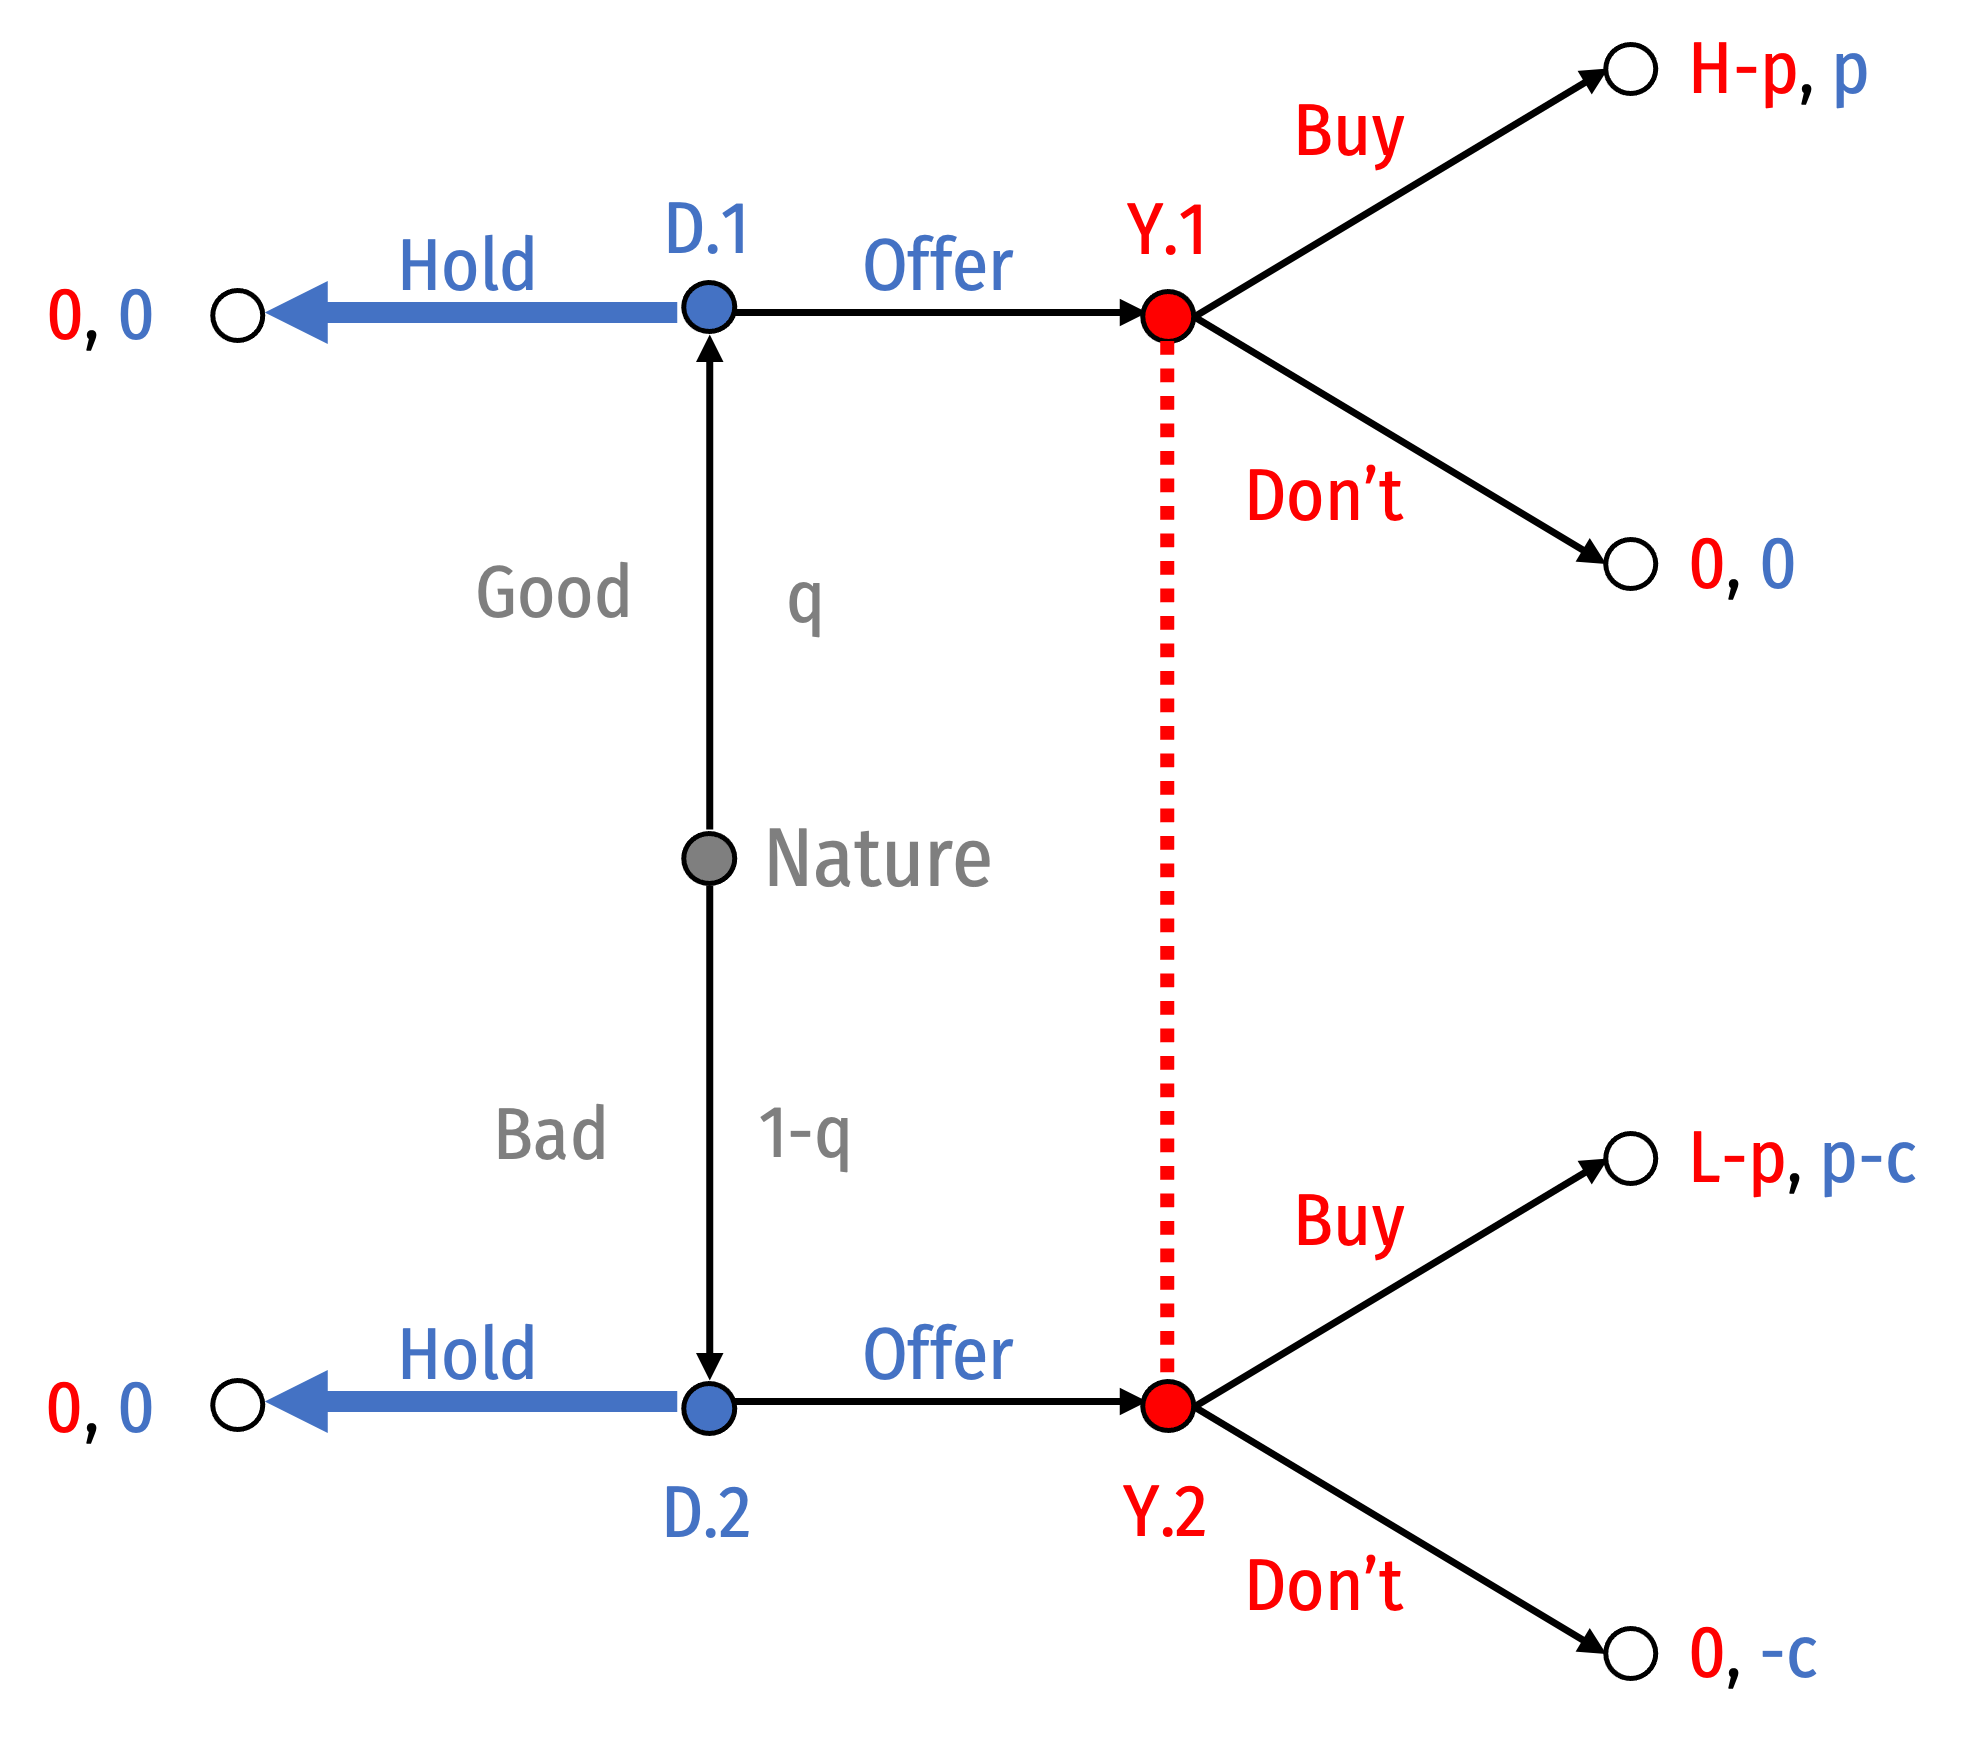 H-p, p
Buy
D.1
Y.1
Hold
Offer
0, 0
Don't
0, 0
Good
q
Nature
Bad
1-q
L-p, p-c
Buy
Hold
Offer
0, 0
D.2
Y.2
Don't
0, -c